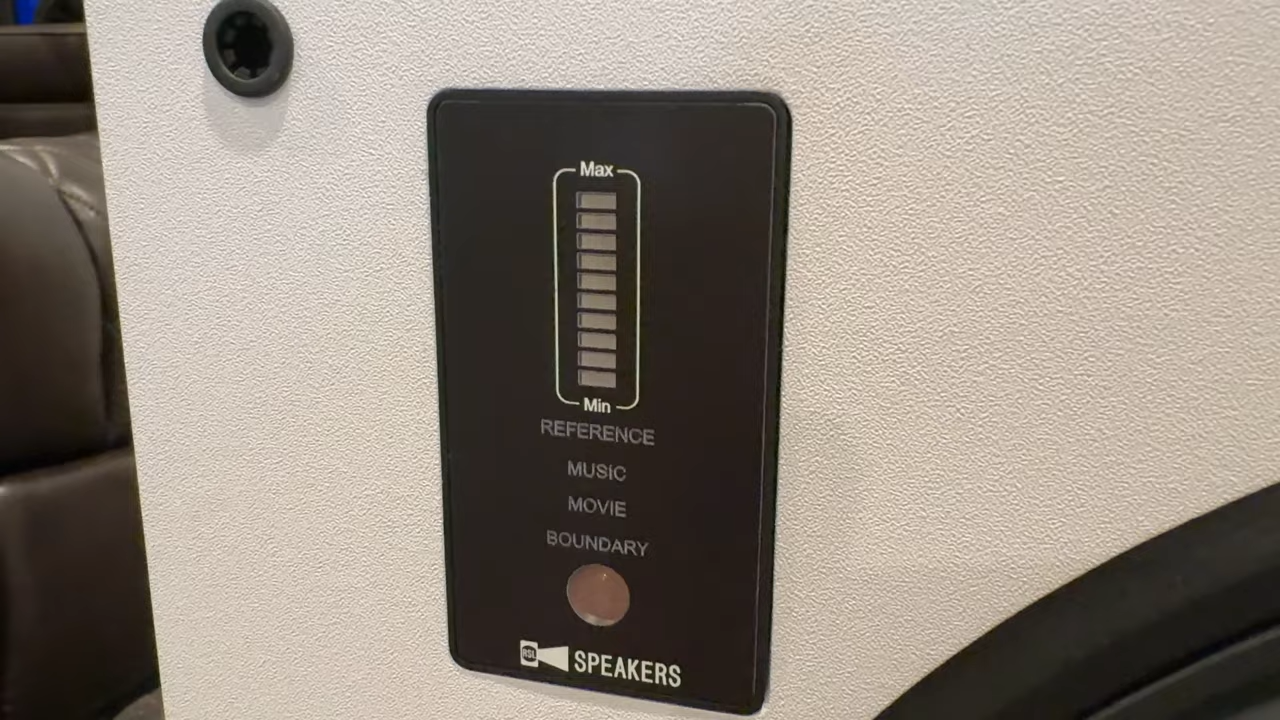 Max
Min
REFERENCE
MUSIC
MOVIE
BOUNDARY
RSL SPEAKERS